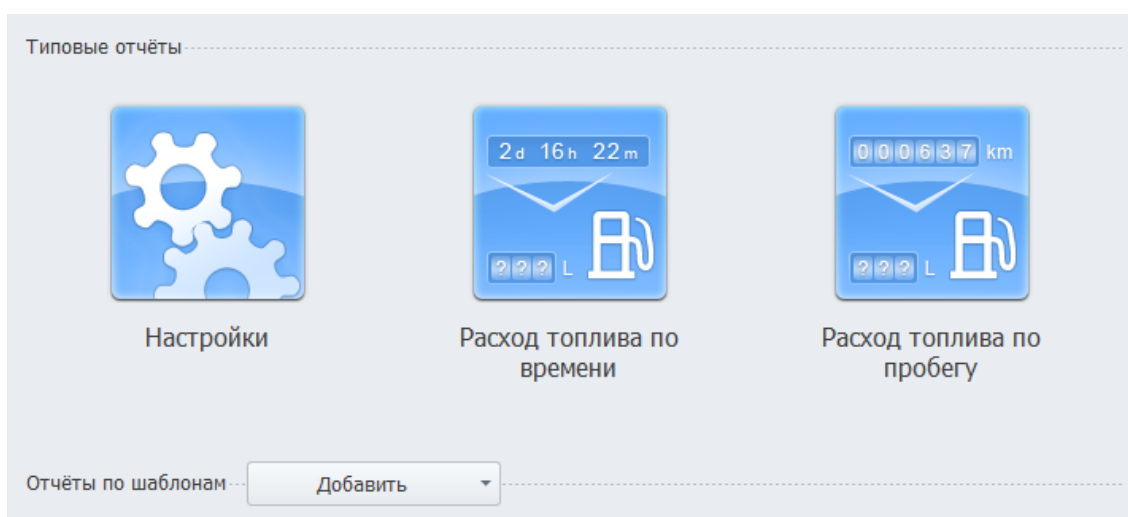 Типовые отчёты
2d 16h 22m
000637 km
??? L
??? L
Настройки
Расход топлива по
времени
Расход топлива по
пробегу
Отчёты по шаблонам
Добавить